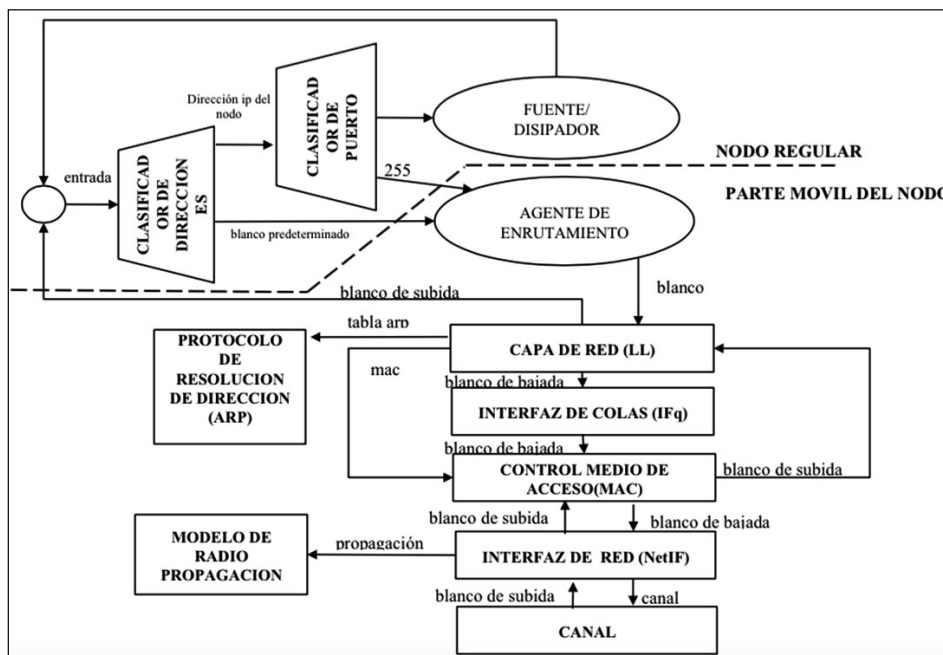 Dirección ip del
nodo
CLASIFICAD
OR DE
PUERTO
FUENTE/
DISIPADOR
NODO REGULAR
entrada
CLASIFICAD
OR DE
DIRECCION
ES
255
PARTE MOVIL DEL NODO
AGENTE DE
ENRUTAMIENTO
blanco predeterminado
blanco de subida
blanco
tabla arp
PROTOCOLO
DE
RESOLUCION
DE DIRECCION
(ARP)
CAPA DE RED (LL)
mac
blanco de bajada
INTERFAZ DE COLAS (IFq)
blanco de bajada
CONTROL MEDIO DE
ACCESO(MAC)
blanco de subida
blanco de subida
blanco de bajada
MODELO DE
RADIO
PROPAGACION
propagación
INTERFAZ DE RED (NetIF)
blanco de subida
canal
CANAL